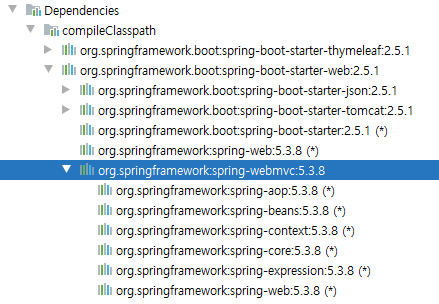 Dependencies
compileClasspath
org.springframework.boot:spring-boot-starter-thymeleaf:2.5.1
org.springframework.boot:spring-boot-starter-web:2.5.1
org.springframework.boot:spring-boot-starter-json:2.5.1
org.springframework.boot:spring-boot-starter-tomcat:2.5.1
org.springframework.boot:spring-boot-starter:2.5.1 (*)
org.springframework:spring-web:5.3.8 (*)
org.springframework:spring-webmvc:5.3.8
org.springframework:spring-aop:5.3.8 (*)
org.springframework:spring-beans:5.3.8 (*)
org.springframework:spring-context:5.3.8 (*)
org.springframework:spring-core:5.3.8 (*)
org.springframework:spring-expression:5.3.8 (*)
org.springframework:spring-web:5.3.8 (*)